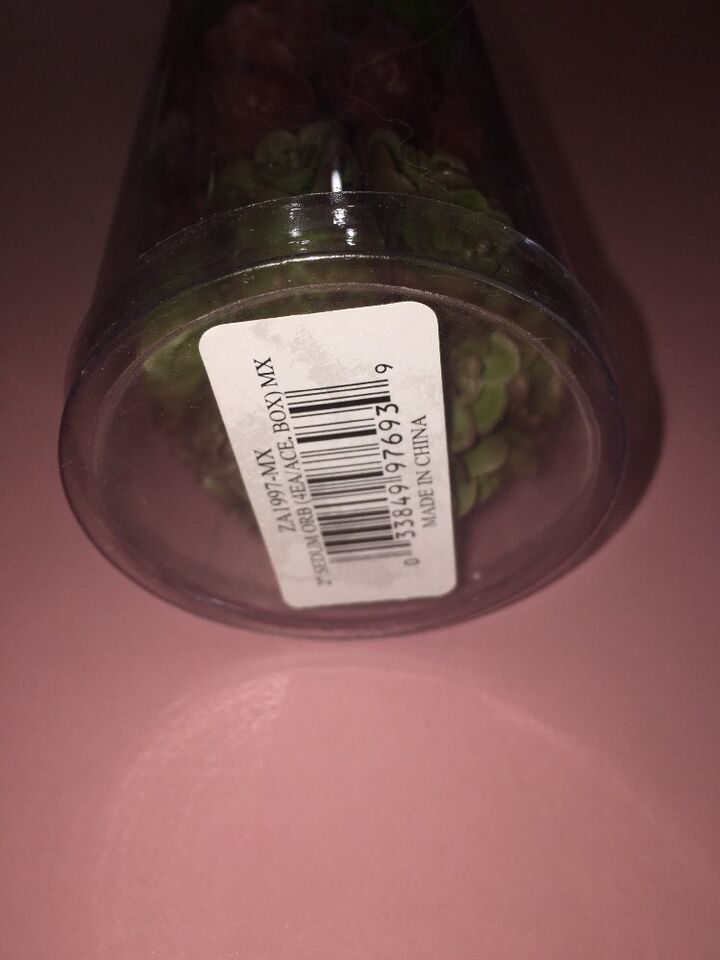 ZA1997-MX
2" SEDUM ORB (4EA/ACE. BOX) MX
0 33849 97693 9
MADE IN CHINA